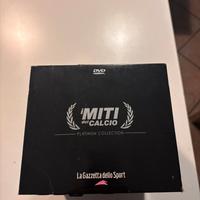 DVD
i MITI
del CALCIO
PLATINUM COLLECTION
La Gazzetta dello Sport